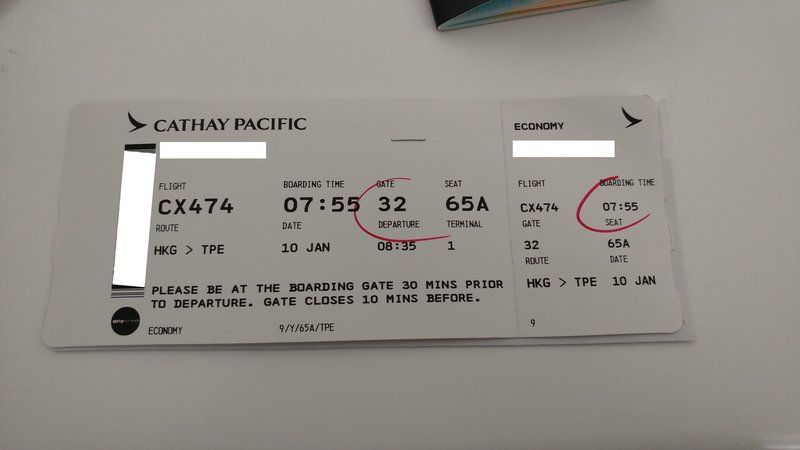 CATHAY PACIFIC
FLIGHT BOARDING TIME GATE SEAT
CX474 07:55 32 65A
ROUTE DATE DEPARTURE TERMINAL
HKG > TPE 10 JAN 08:35 1
PLEASE BE AT THE BOARDING GATE 30 MINS PRIOR
TO DEPARTURE. GATE CLOSES 10 MINS BEFORE.
ECONOMY 9/Y/65A/TPE
ECONOMY
FLIGHT BOARDING TIME
CX474 07:55
GATE SEAT
32 65A
ROUTE DATE
HKG > TPE 10 JAN
9